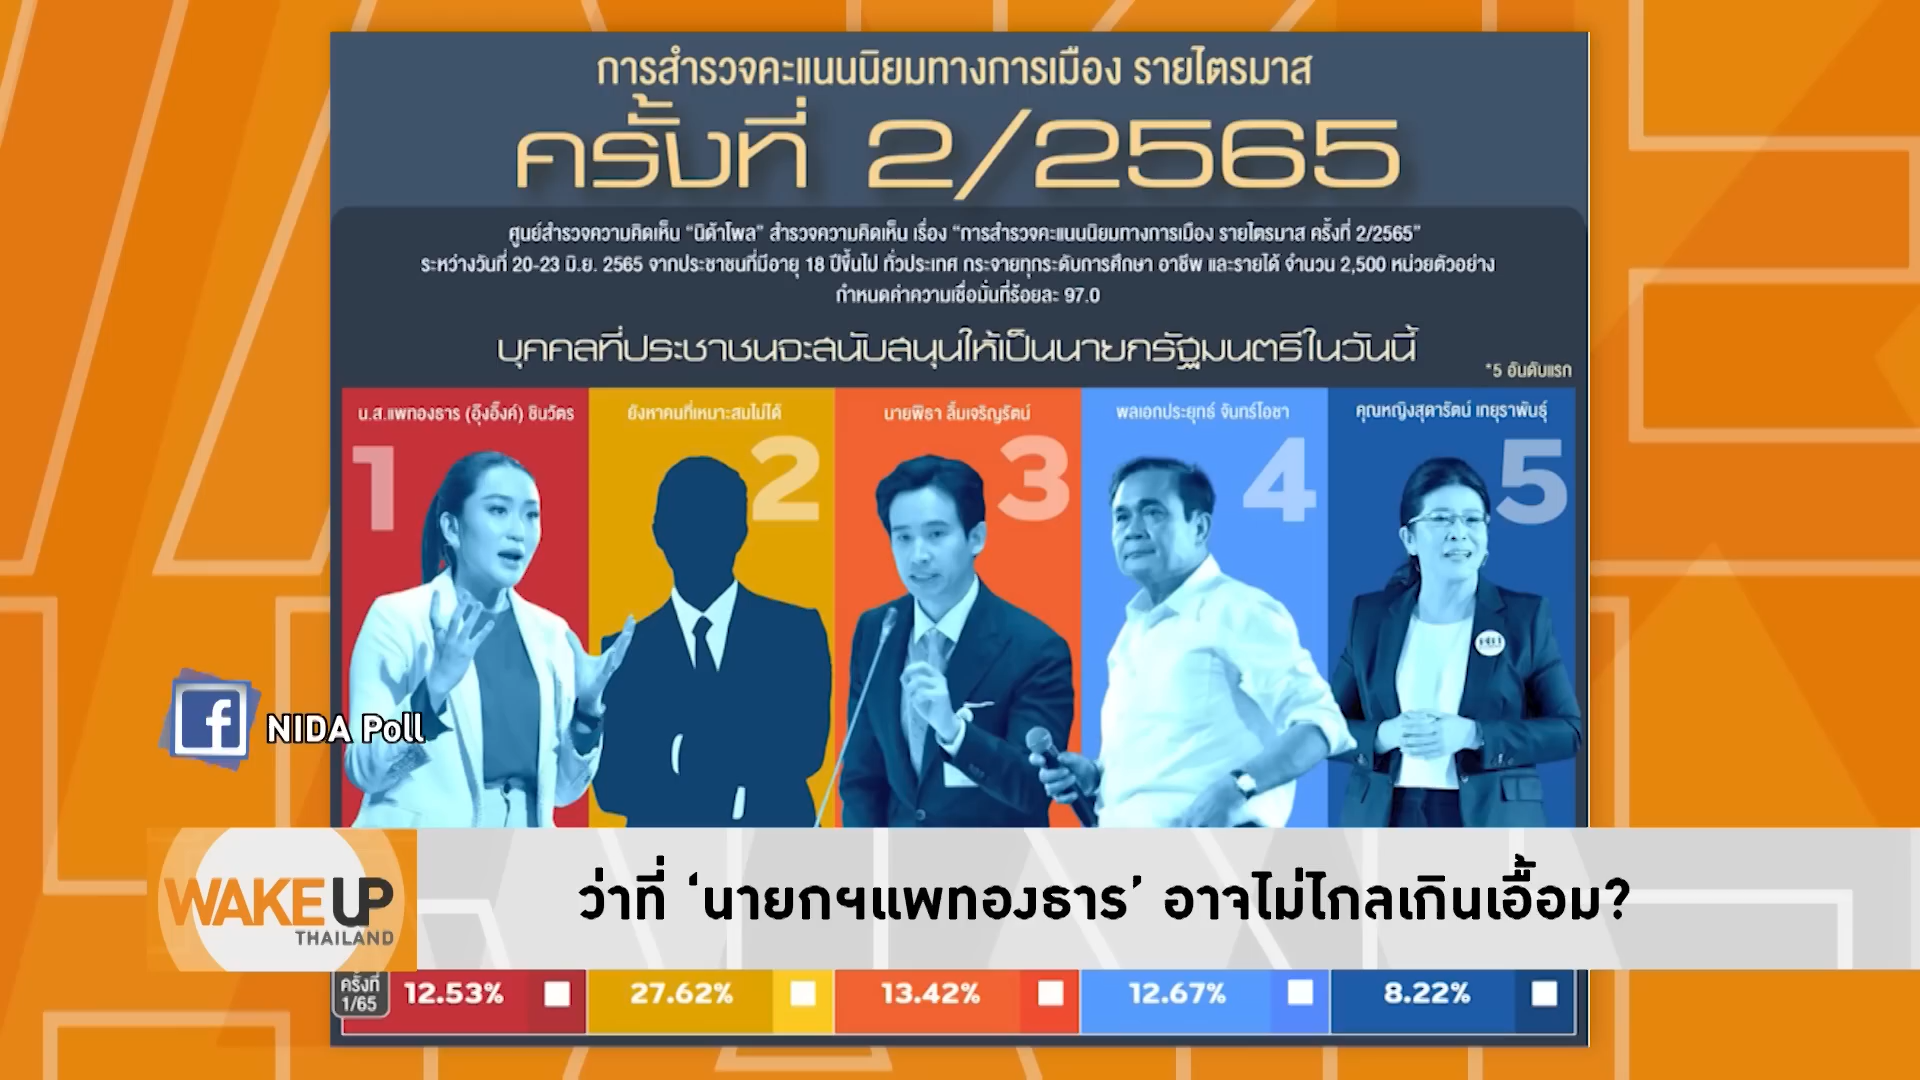 การสำรวจคะแนนนิยมทางการเมือง รายไตรมาส
ครั้งที่ 2/2565
ศูนย์สำรวจความคิดเห็น “นิด้าโพล” สำรวจความคิดเห็น เรื่อง “การสำรวจคะแนนนิยมทางการเมือง รายไตรมาส ครั้งที่ 2/2565”
ระหว่างวันที่ 20-23 มิ.ย. 2565 จากประชาชนที่มีอายุ 18 ปีขึ้นไป ทั่วประเทศ กระจายทุกระดับการศึกษา อาชีพ และรายได้ จำนวน 2,500 หน่วยตัวอย่าง
กำหนดค่าความเชื่อมั่นที่ร้อยละ 97.0
บุคคลที่ประชาชนจะสนับสนุนให้เป็นนายกรัฐมนตรีในวันนี้
*5 อันดับแรก
น.ส.แพทองธาร (อุ๊งอิ๊งค์) ชินวัตร
1
ยังหาคนที่เหมาะสมไม่ได้
2
นายพิธา ลิ้มเจริญรัตน์
3
พลเอกประยุทธ์ จันทร์โอชา
4
คุณหญิงสุดารัตน์ เกยุราพันธุ์
5
f NIDA Poll
WAKE UP
THAILAND
ว่าที่ ‘นายกฯแพทองธาร’ อาจไม่ไกลเกินเอื้อม?
ครั้งที่
1/65
12.53% 27.62% 13.42% 12.67% 8.22%